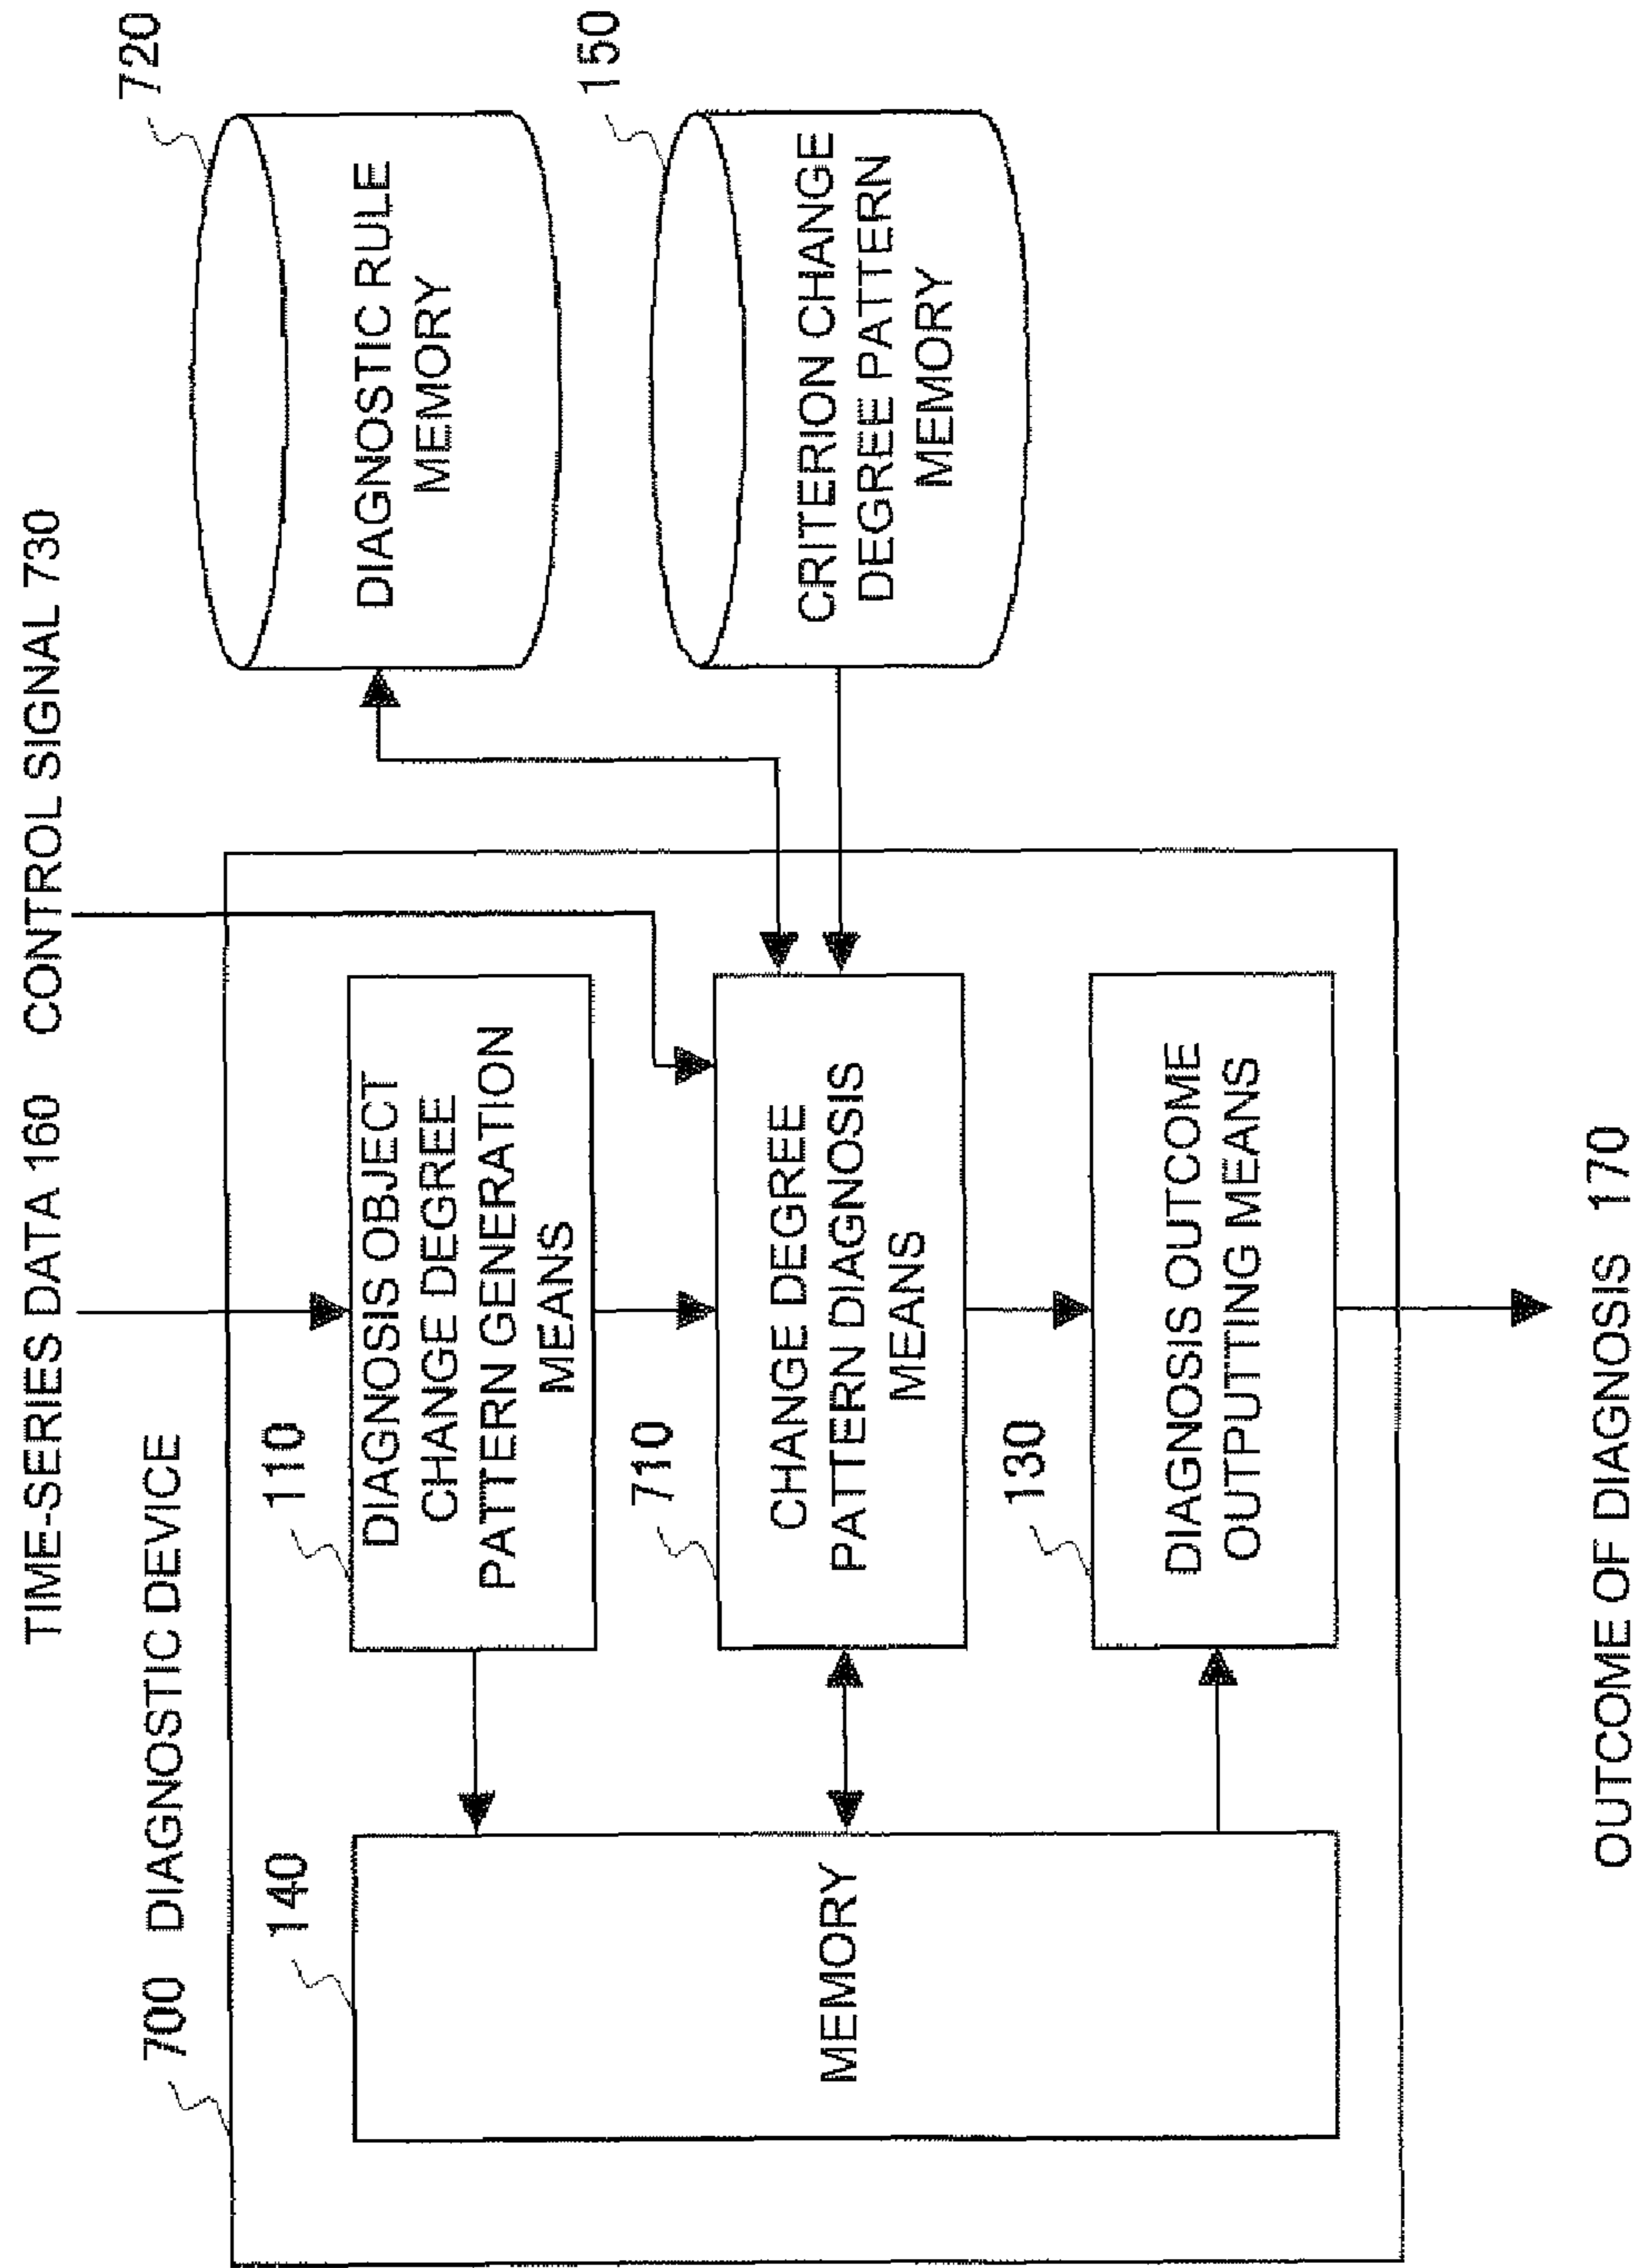 TIME-SERIES DATA 160
CONTROL SIGNAL 730
700
DIAGNOSTIC DEVICE
140
MEMORY
110
DIAGNOSIS OBJECT
CHANGE DEGREE
PATTERN GENERATION
MEANS
710
CHANGE DEGREE
PATTERN DIAGNOSIS
MEANS
130
DIAGNOSIS OUTCOME
OUTPUTTING MEANS
720
DIAGNOSTIC RULE
MEMORY
150
CRITERION CHANGE
DEGREE PATTERN
MEMORY
OUTCOME OF DIAGNOSIS 170